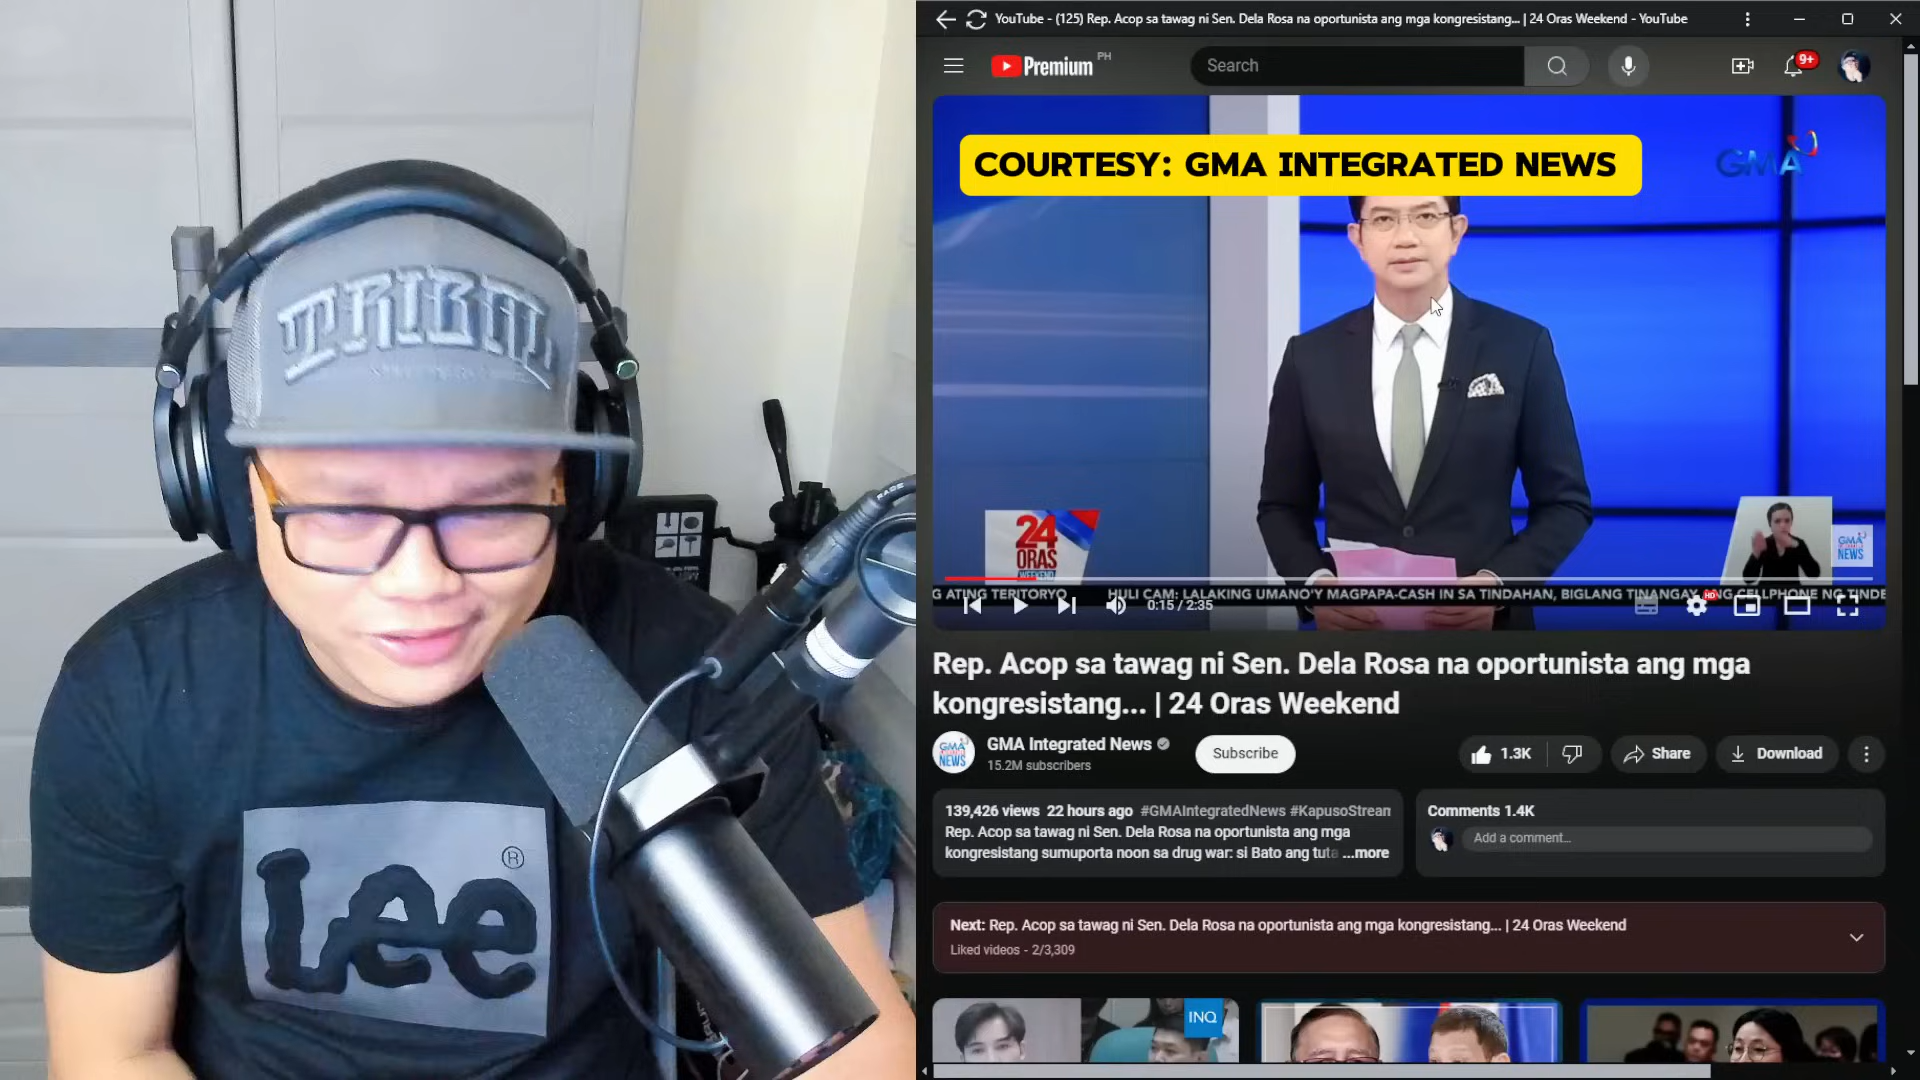 YouTube - (125) Rep. Acop sa tawag ni Sen. Dela Rosa na oportunista ang mga kongresistang... | 24 Oras Weekend - YouTube
Premium PH
Search
9+
COURTESY: GMA INTEGRATED NEWS
GMA
TRIBAL
RODE
24
ORAS
WEEKEND
GMA
NEWS
G ATING TERITORYO HULI CAM: LALAKING UMANO'Y MAGPAPA-CASH IN SA TINDAHAN, BIGLANG TINANGAY ANG CELLPHONE NG TINDE
0:15 / 2:35
HD
Rep. Acop sa tawag ni Sen. Dela Rosa na oportunista ang mga
kongresistang... | 24 Oras Weekend
GMA
NEWS
GMA Integrated News
15.2M subscribers
Subscribe
1.3K
Share
Download
139,426 views 22 hours ago #GMAIntegratedNews #KapusoStream
Rep. Acop sa tawag ni Sen. Dela Rosa na oportunista ang mga
kongresistang sumuporta noon sa drug war: si Bato ang tuta ...more
Comments 1.4K
Add a comment...
Lee
®
Next: Rep. Acop sa tawag ni Sen. Dela Rosa na oportunista ang mga kongresistang... | 24 Oras Weekend
Liked videos - 2/3,309
INQ